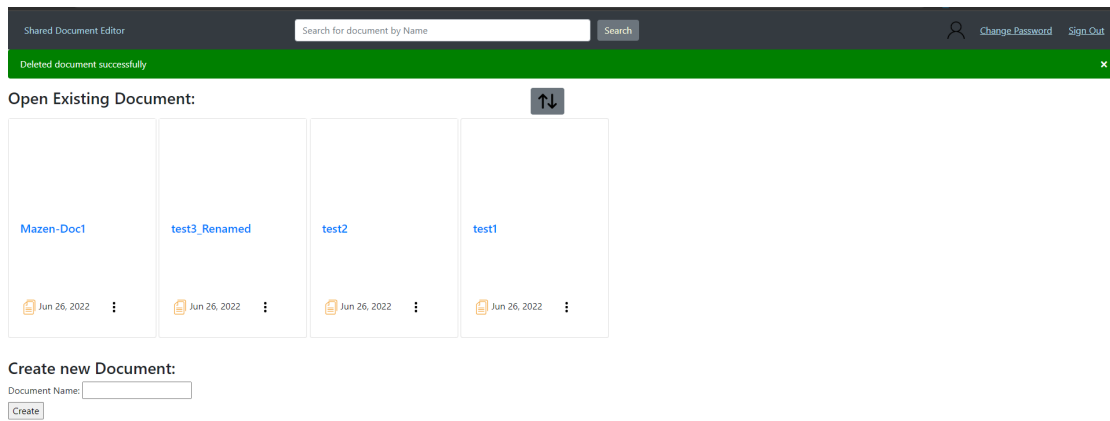 Shared Document Editor Search for document by Name Search Change Password Sign Out
Deleted document successfully ×
Open Existing Document:
Mazen-Doc1 test3_Renamed test2 test1
Jun 26, 2022 Jun 26, 2022 Jun 26, 2022 Jun 26, 2022
Create new Document:
Document Name:
Create